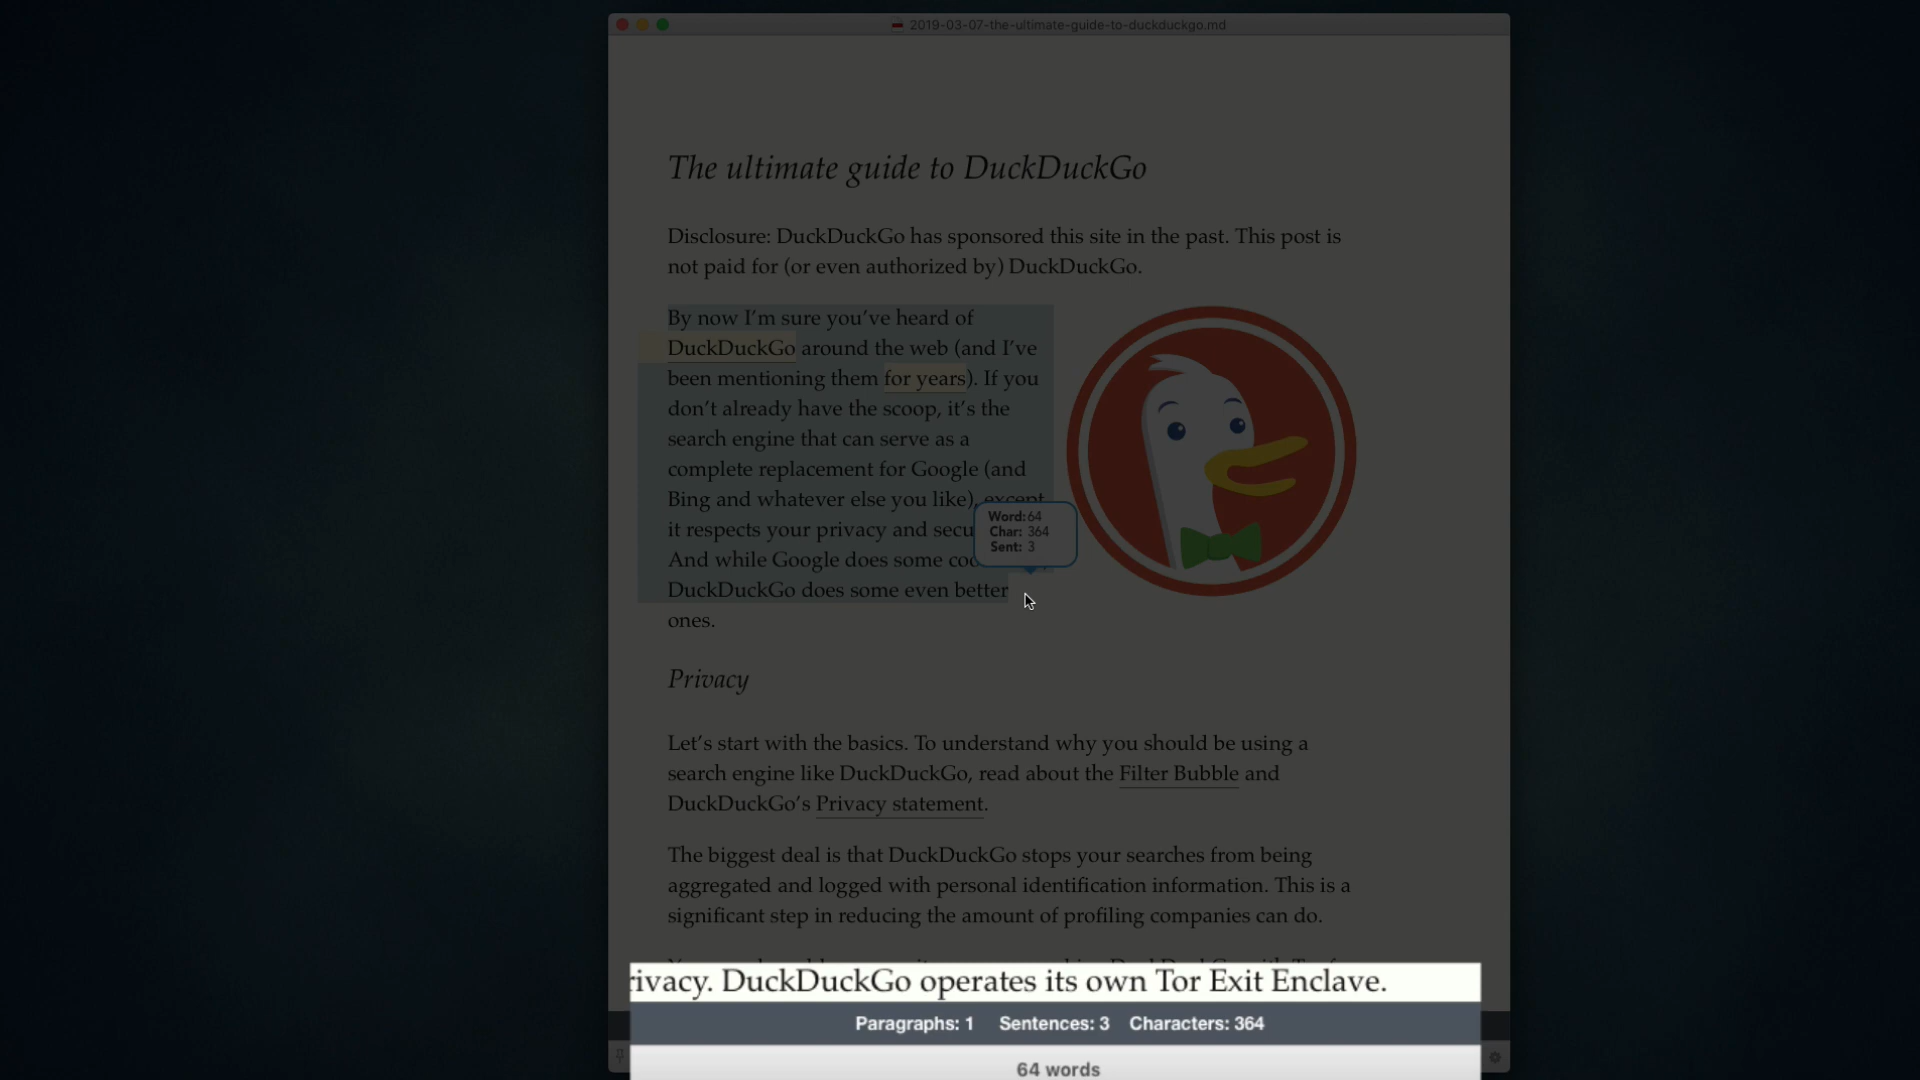 2019-03-07-the-ultimate-guide-to-duckduckgo.md
The ultimate guide to DuckDuckGo
Disclosure: DuckDuckGo has sponsored this site in the past. This post is
not paid for (or even authorized by) DuckDuckGo.
By now I’m sure you’ve heard of
DuckDuckGo around the web (and I’ve
been mentioning them for years). If you
don’t already have the scoop, it’s the
search engine that can serve as a
complete replacement for Google (and
Bing and whatever else you like), except
it respects your privacy and secu
And while Google does some coo
DuckDuckGo does some even better
ones.
Word:64
Char: 364
Sent: 3
Privacy
Let’s start with the basics. To understand why you should be using a
search engine like DuckDuckGo, read about the Filter Bubble and
DuckDuckGo’s Privacy statement.
The biggest deal is that DuckDuckGo stops your searches from being
aggregated and logged with personal identification information. This is a
significant step in reducing the amount of profiling companies can do.
rivacy. DuckDuckGo operates its own Tor Exit Enclave.
Paragraphs: 1 Sentences: 3 Characters: 364
64 words